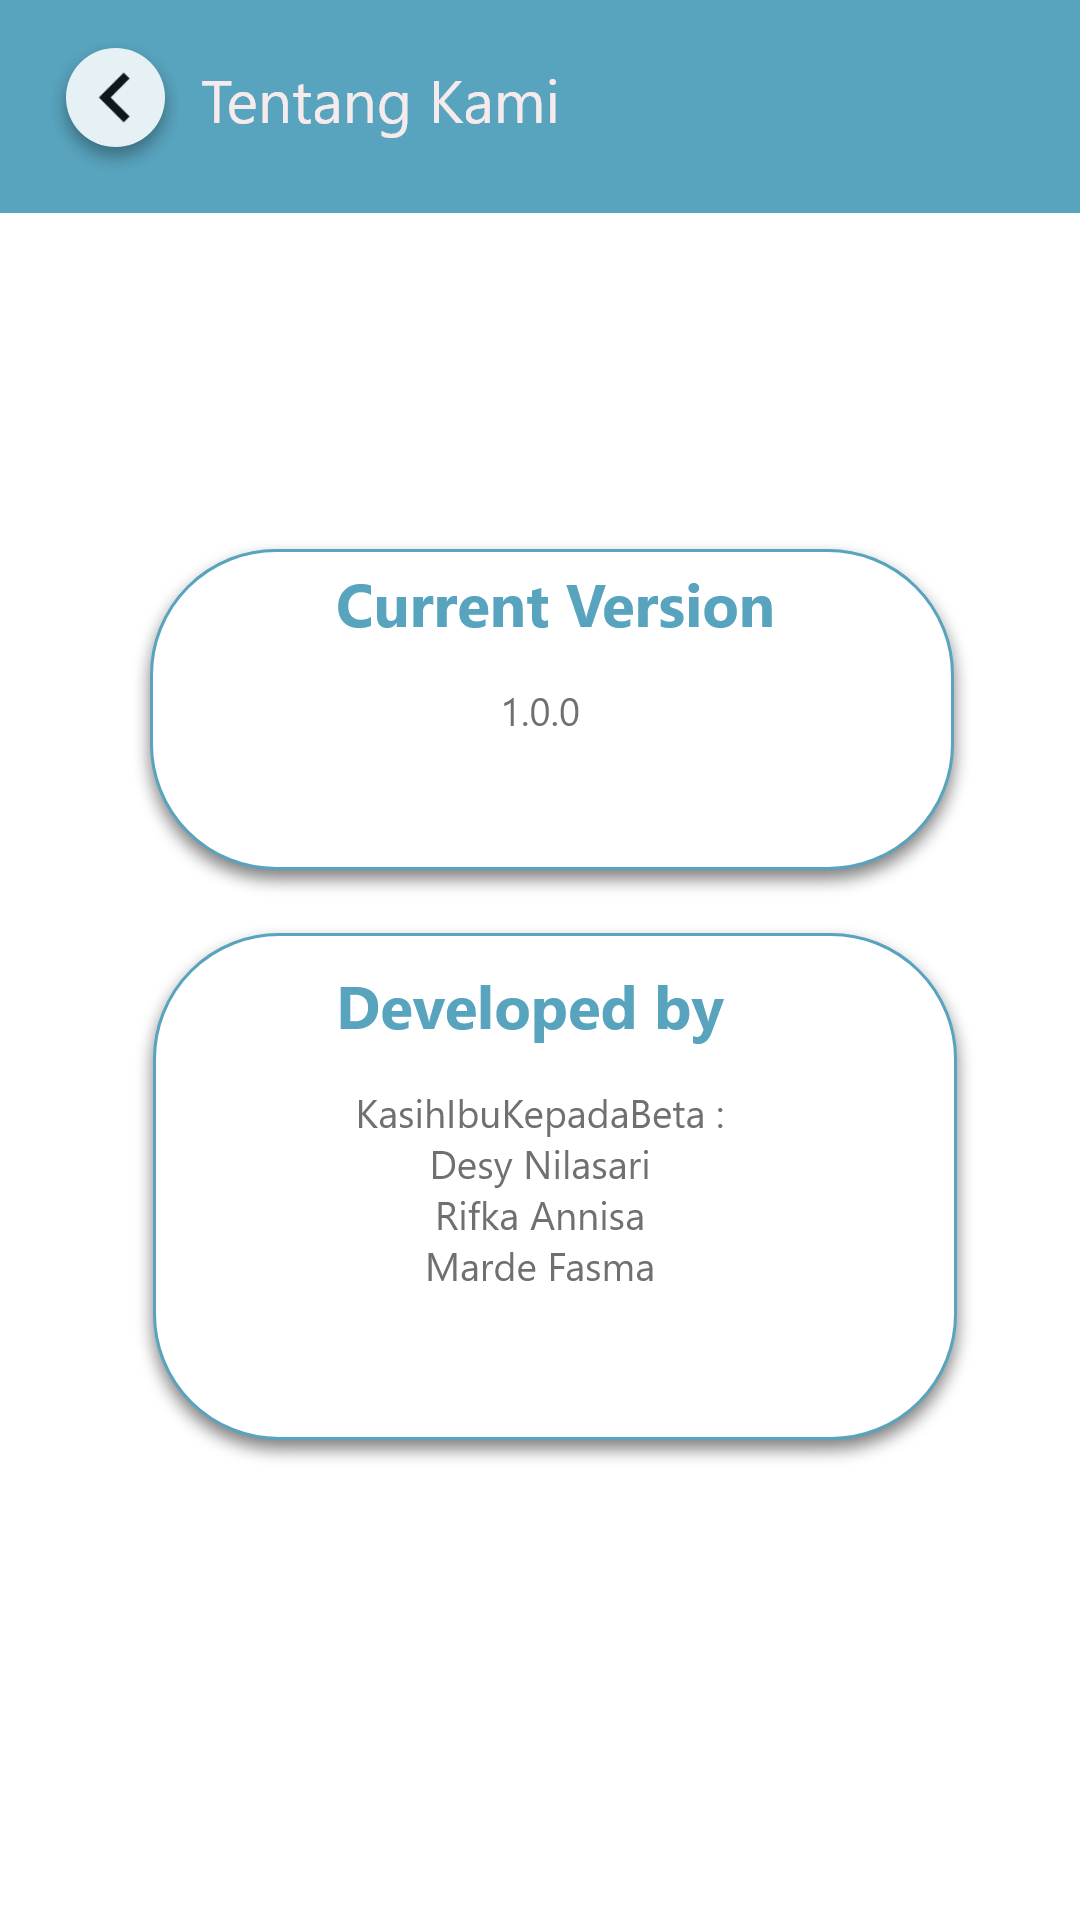 Tentang Kami
Current Version
1.0.0
Developed by
KasihIbuKepadaBeta :
Desy Nilasari
Rifka Annisa
Marde Fasma